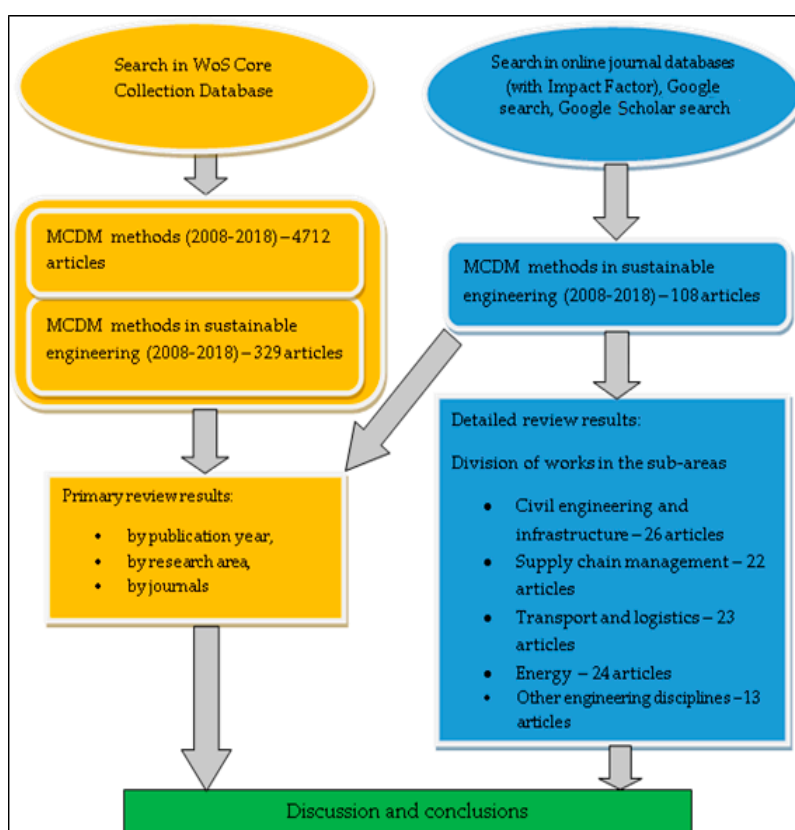 Search in WoS Core
Collection Database
Search in online journal databases
(with Impact Factor), Google
search, Google Scholar search
MCDM methods (2008-2018) – 4712
articles
MCDM methods in sustainable
engineering (2008-2018) – 329 articles
MCDM methods in sustainable
engineering (2008-2018) – 108 articles
Primary review results:
• by publication year,
• by research area,
• by journals
Detailed review results:
Division of works in the sub-areas
• Civil engineering and
infrastructure – 26 articles
• Supply chain management – 22
articles
• Transport and logistics – 23
articles
• Energy – 24 articles
• Other engineering disciplines –13
articles
Discussion and conclusions